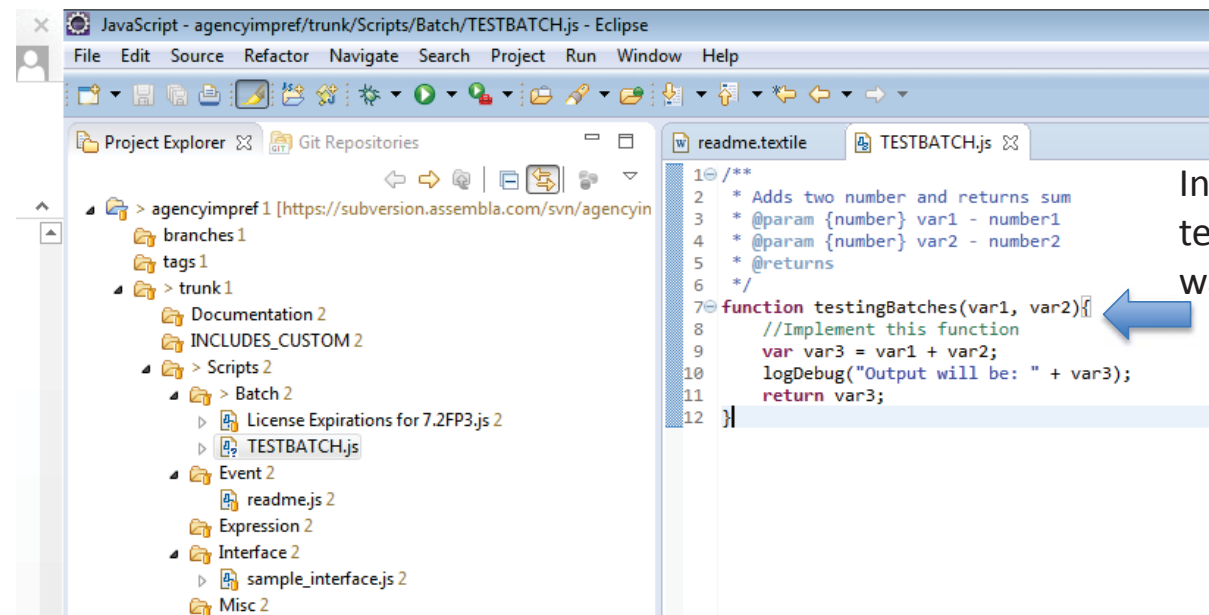 JavaScript - agencyimpref/trunk/Scripts/Batch/TESTBATCH.js - Eclipse
File Edit Source Refactor Navigate Search Project Run Window Help
Project Explorer Git Repositories
> agencyimpref 1 [https://subversion.assembla.com/svn/agencyin
branches 1
tags 1
> trunk 1
Documentation 2
INCLUDES_CUSTOM 2
> Scripts 2
> Batch 2
License Expirations for 7.2FP3.js 2
TESTBATCH.js
Event 2
readme.js 2
Expression 2
Interface 2
sample_interface.js 2
Misc 2
readme.textile TESTBATCH.js
1 /**
2 * Adds two number and returns sum
3 * @param {number} var1 - number1
4 * @param {number} var2 - number2
5 * @returns
6 */
7 function testingBatches(var1, var2){
8 //Implement this function
9 var var3 = var1 + var2;
10 logDebug("Output will be: " + var3);
11 return var3;
12 }
In
te
w